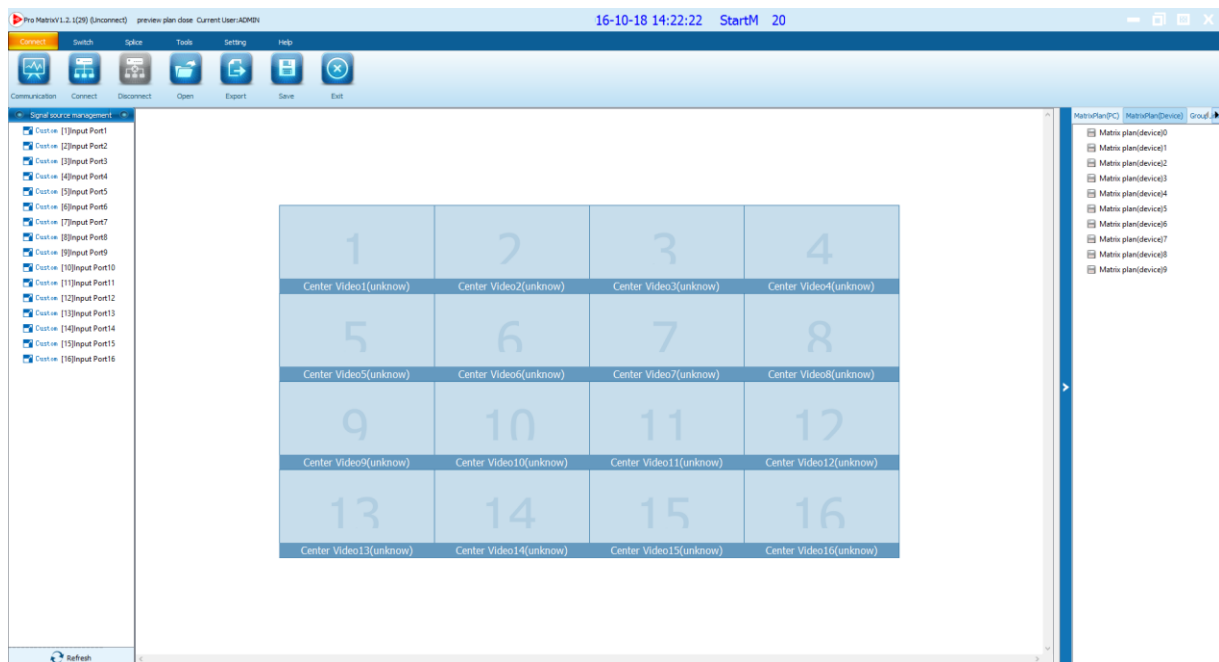 Pro MatrixV1.2.1(29) (Unconnect) preview plan close Current User:ADMIN 16-10-18 14:22:22 StartM 20
Connect Switch Splice Tools Setting Help
Communication Connect Disconnect Open Export Save Exit
Signal source management
Custom [1]Input Port1
Custom [2]Input Port2
Custom [3]Input Port3
Custom [4]Input Port4
Custom [5]Input Port5
Custom [6]Input Port6
Custom [7]Input Port7
Custom [8]Input Port8
Custom [9]Input Port9
Custom [10]Input Port10
Custom [11]Input Port11
Custom [12]Input Port12
Custom [13]Input Port13
Custom [14]Input Port14
Custom [15]Input Port15
Custom [16]Input Port16
Refresh
1 2 3 4
Center Video1(unknow) Center Video2(unknow) Center Video3(unknow) Center Video4(unknow)
5 6 7 8
Center Video5(unknow) Center Video6(unknow) Center Video7(unknow) Center Video8(unknow)
9 10 11 12
Center Video9(unknow) Center Video10(unknow) Center Video11(unknow) Center Video12(unknow)
13 14 15 16
Center Video13(unknow) Center Video14(unknow) Center Video15(unknow) Center Video16(unknow)
MatrixPlan(PC) MatrixPlan(Device)
Matrix plan(device)0
Matrix plan(device)1
Matrix plan(device)2
Matrix plan(device)3
Matrix plan(device)4
Matrix plan(device)5
Matrix plan(device)6
Matrix plan(device)7
Matrix plan(device)8
Matrix plan(device)9